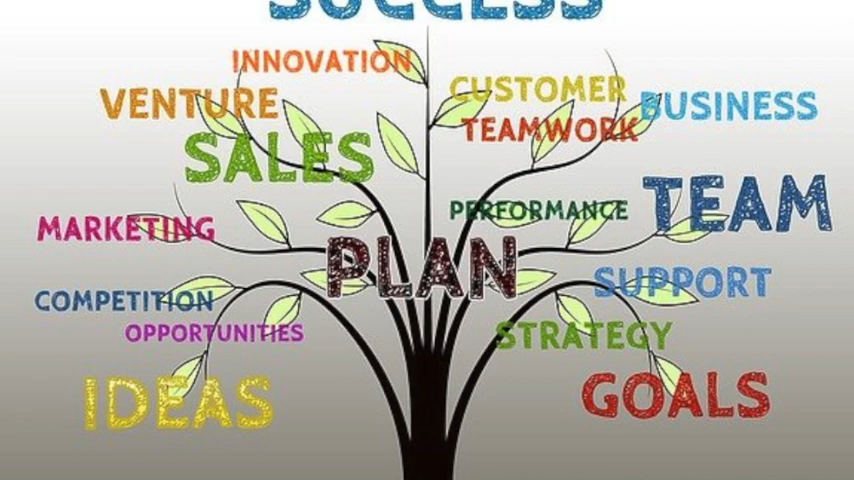 SUCCESS
INNOVATION
CUSTOMER
VENTURE
BUSINESS
TEAMWORK
SALES
TEAM
PERFORMANCE
MARKETING
PLAN
SUPPORT
COMPETITION
OPPORTUNITIES
STRATEGY
IDEAS
GOALS